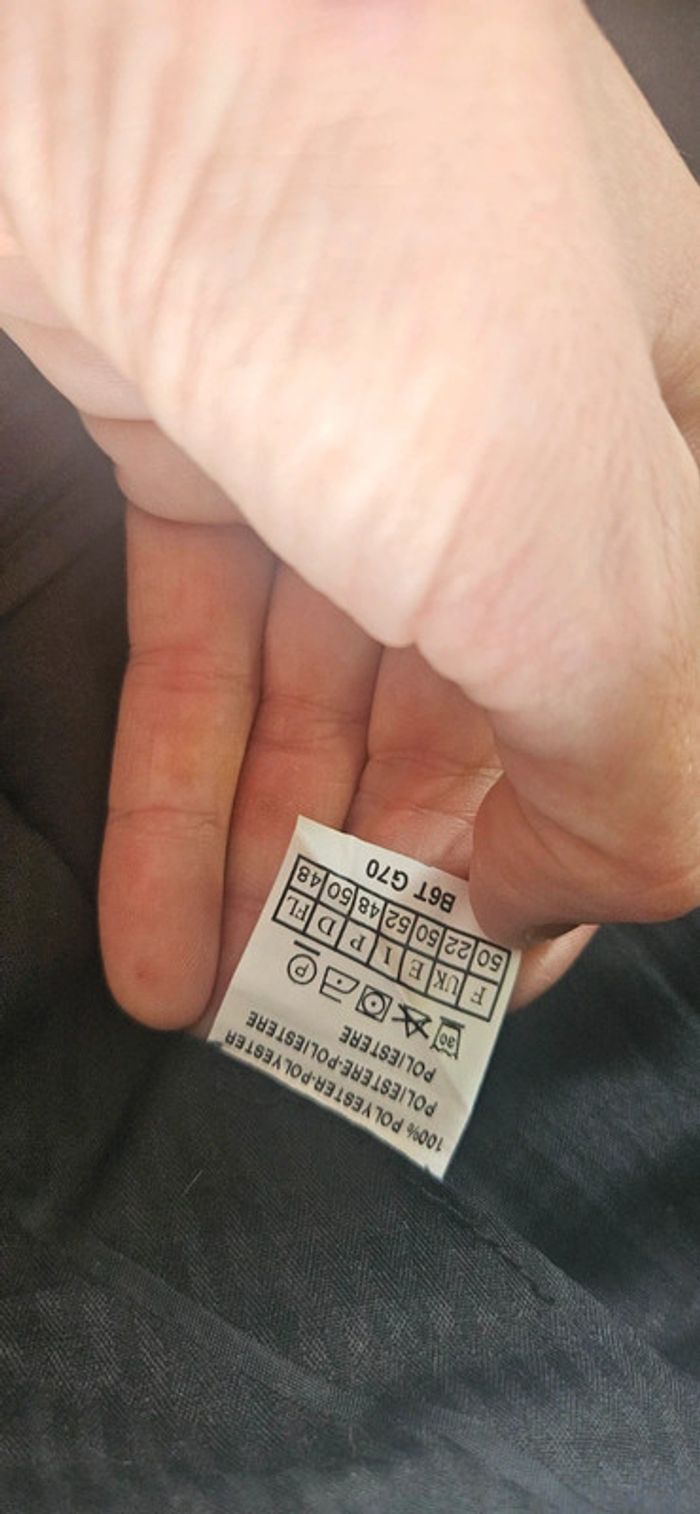 100% POLYESTER-POLYESTER
POLIESTERE-POLIESTERE
POLIESTERE
30 P
F UK E I P D FL
50 22 50 52 48 50 48
B6T G70